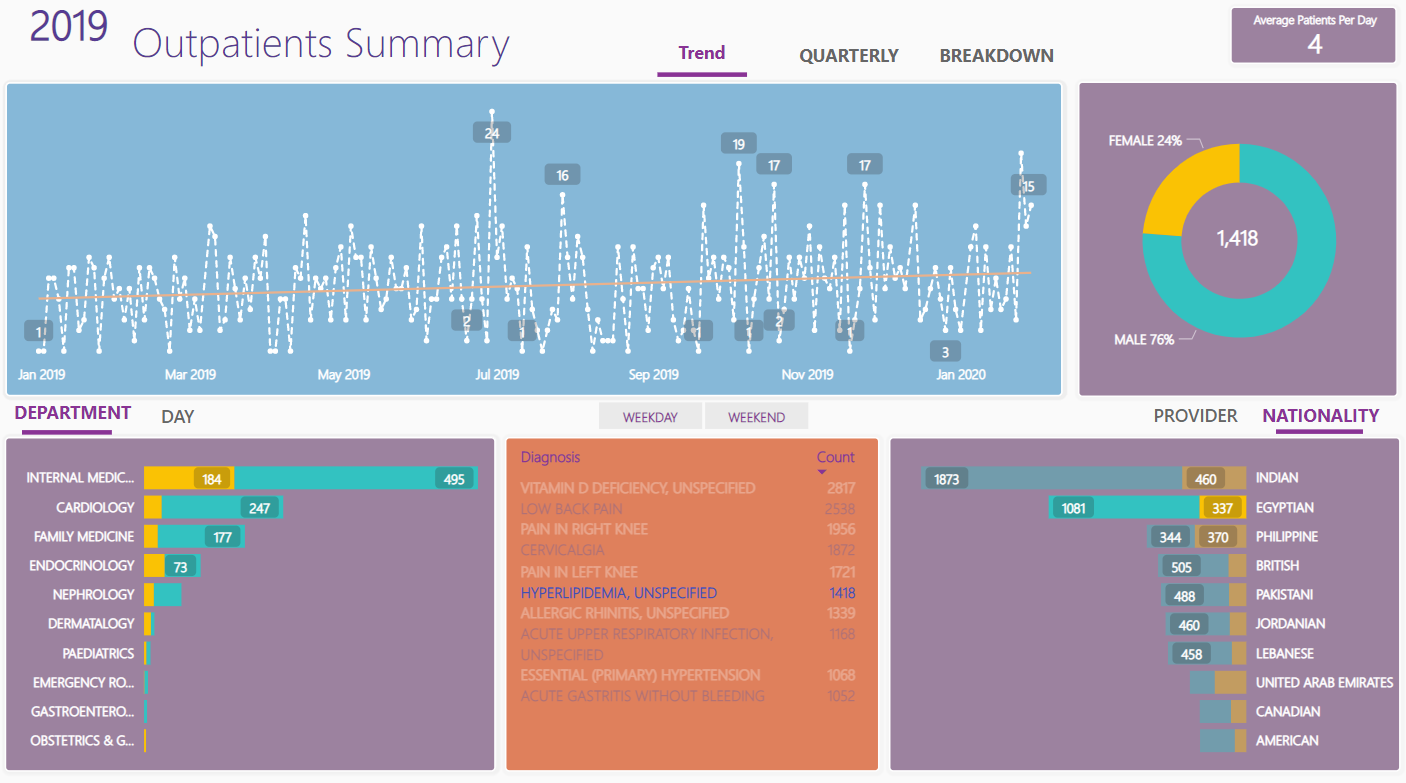 2019
Outpatients Summary
Trend
QUARTERLY
BREAKDOWN
Average Patients Per Day
4
24
19
17
17
16
15
1
2
1
1
2
3
Jan 2019
Mar 2019
May 2019
Jul 2019
Sep 2019
Nov 2019
Jan 2020
FEMALE 24%
1,418
MALE 76%
DEPARTMENT
DAY
WEEKDAY
WEEKEND
PROVIDER
NATIONALITY
INTERNAL MEDIC... 184 495
CARDIOLOGY 247
FAMILY MEDICINE 177
ENDOCRINOLOGY 73
NEPHROLOGY
DERMATALOGY
PAEDIATRICS
EMERGENCY RO...
GASTROENTERO...
OBSTETRICS & G...
Diagnosis Count
VITAMIN D DEFICIENCY, UNSPECIFIED 2817
LOW BACK PAIN 2538
PAIN IN RIGHT KNEE 1956
CERVICALGIA 1872
PAIN IN LEFT KNEE 1721
HYPERLIPIDEMIA, UNSPECIFIED 1418
ALLERGIC RHINITIS, UNSPECIFIED 1339
ACUTE UPPER RESPIRATORY INFECTION, 1168
UNSPECIFIED
ESSENTIAL (PRIMARY) HYPERTENSION 1068
ACUTE GASTRITIS WITHOUT BLEEDING 1052
1873 460 INDIAN
1081 337 EGYPTIAN
344 370 PHILIPPINE
505 BRITISH
488 PAKISTANI
460 JORDANIAN
458 LEBANESE
UNITED ARAB EMIRATES
CANADIAN
AMERICAN